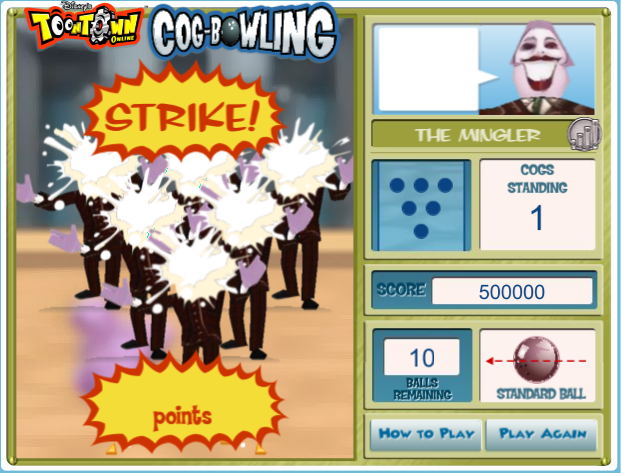 Disney's
TOONTOWN
ONLINE
COG-BOWLING
STRIKE!
points
THE MINGLER
COGS
STANDING
1
SCORE
500000
10
BALLS
REMAINING
STANDARD BALL
HOW TO PLAY
PLAY AGAIN